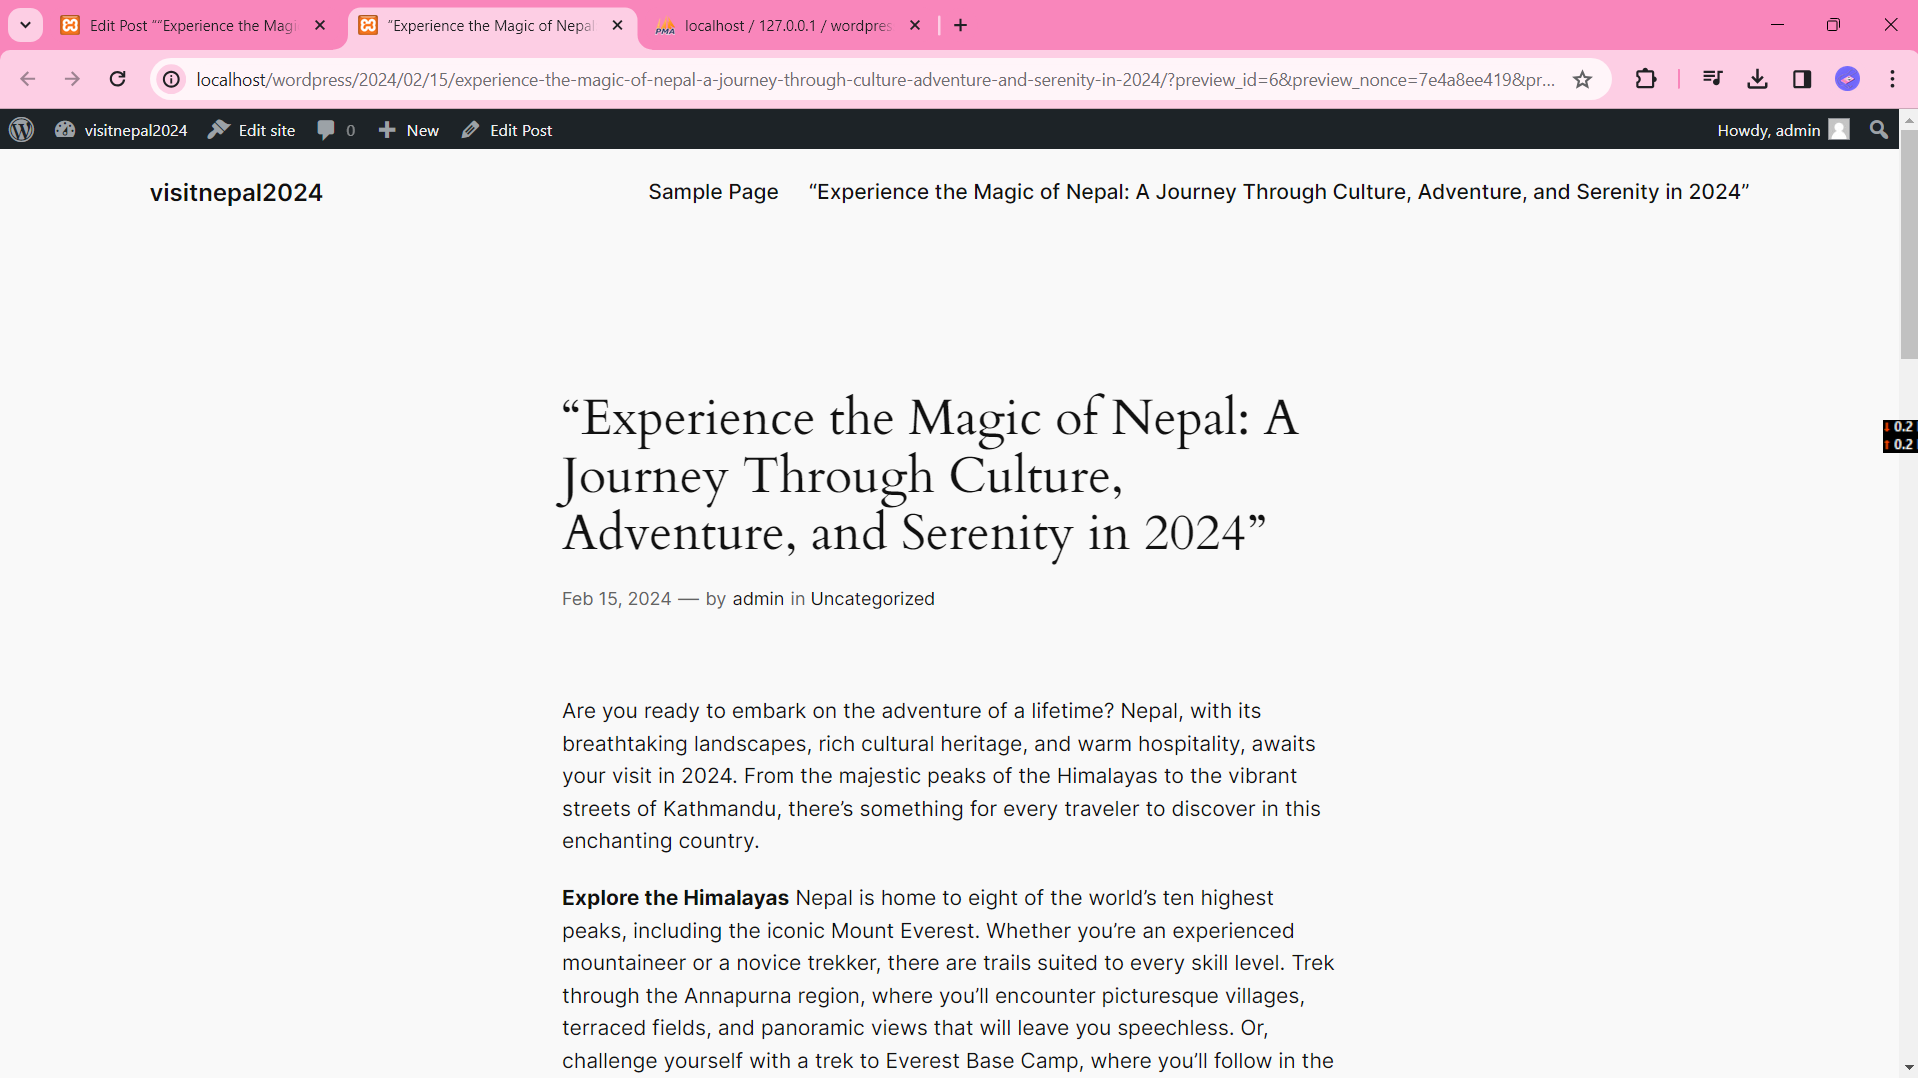 Edit Post ““Experience the Magi
“Experience the Magic of Nepal
localhost / 127.0.0.1 / wordpres
localhost/wordpress/2024/02/15/experience-the-magic-of-nepal-a-journey-through-culture-adventure-and-serenity-in-2024/?preview_id=6&preview_nonce=7e4a8ee419&pr...
visitnepal2024
Edit site
0
New
Edit Post
Howdy, admin
visitnepal2024
Sample Page
“Experience the Magic of Nepal: A Journey Through Culture, Adventure, and Serenity in 2024”
“Experience the Magic of Nepal: A
Journey Through Culture,
Adventure, and Serenity in 2024”
Feb 15, 2024 — by admin in Uncategorized
0.2
0.2
Are you ready to embark on the adventure of a lifetime? Nepal, with its
breathtaking landscapes, rich cultural heritage, and warm hospitality, awaits
your visit in 2024. From the majestic peaks of the Himalayas to the vibrant
streets of Kathmandu, there’s something for every traveler to discover in this
enchanting country.
Explore the Himalayas Nepal is home to eight of the world’s ten highest
peaks, including the iconic Mount Everest. Whether you’re an experienced
mountaineer or a novice trekker, there are trails suited to every skill level. Trek
through the Annapurna region, where you’ll encounter picturesque villages,
terraced fields, and panoramic views that will leave you speechless. Or,
challenge yourself with a trek to Everest Base Camp, where you’ll follow in the